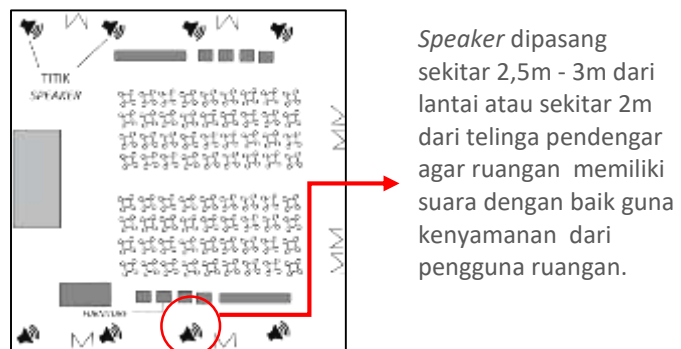 TITIK
SPEAKER
FURNITURE
Speaker dipasang
sekitar 2,5m - 3m dari
lantai atau sekitar 2m
dari telinga pendengar
agar ruangan memiliki
suara dengan baik guna
kenyamanan dari
pengguna ruangan.